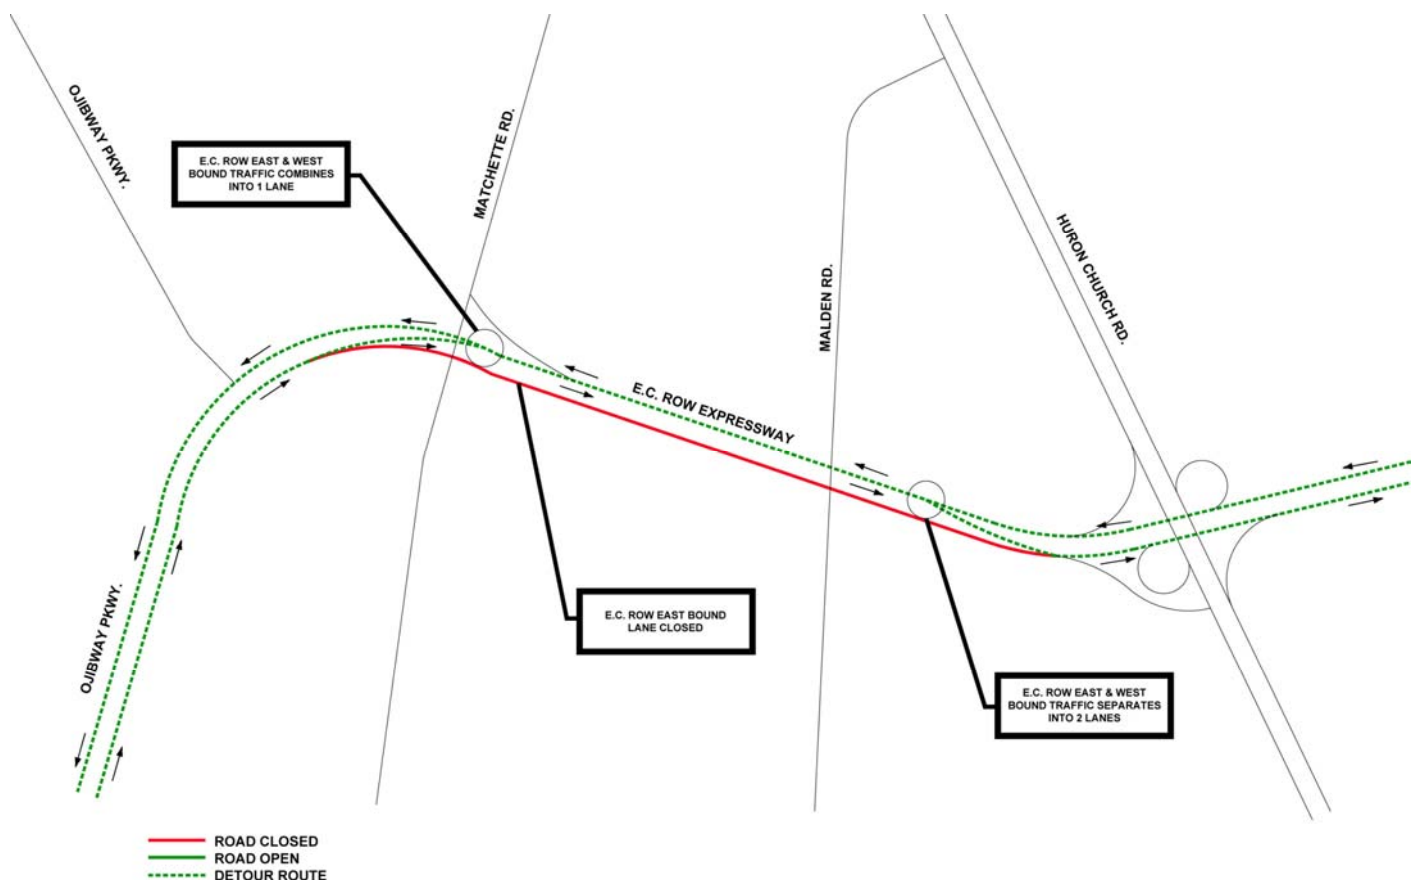 OJIBWAY PKWY.
MATCHETTE RD.
E.C. ROW EAST & WEST
BOUND TRAFFIC COMBINES
INTO 1 LANE
HURON CHURCH RD.
MALDEN RD.
E.C. ROW EXPRESSWAY
OJIBWAY PKWY.
E.C. ROW EAST BOUND
LANE CLOSED
E.C. ROW EAST & WEST
BOUND TRAFFIC SEPARATES
INTO 2 LANES
ROAD CLOSED
ROAD OPEN
DETOUR ROUTE